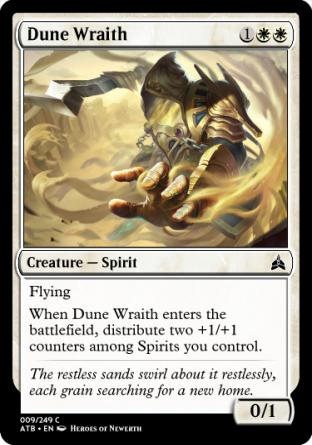 Dune Wraith 1
Creature — Spirit
Flying
When Dune Wraith enters the
battlefield, distribute two +1/+1
counters among Spirits you control.
The restless sands swirl about it restlessly,
each grain searching for a new home.
0/1
009/249 C
ATB • EN Heroes of Newerth